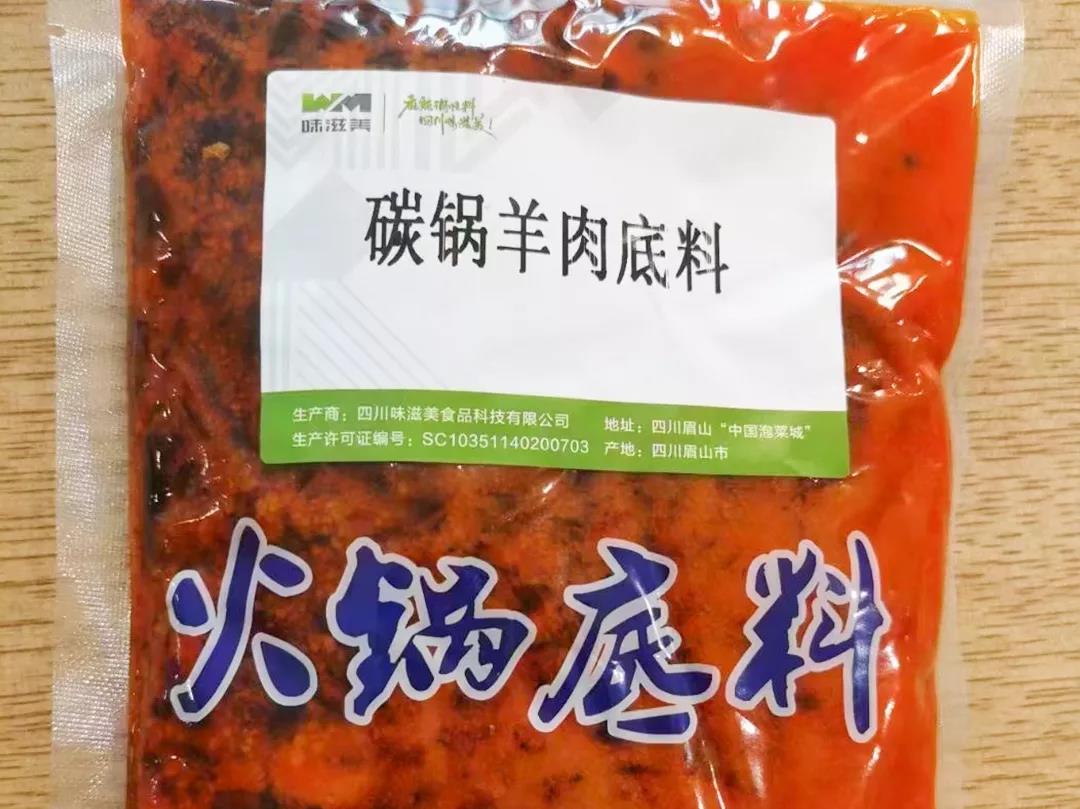 味滋美
碳锅羊肉底料
生产商：四川味滋美食品科技有限公司
地址：四川眉山“中国泡菜城”
生产许可证编号：SC10351140200703
产地：四川眉山市
火锅底料